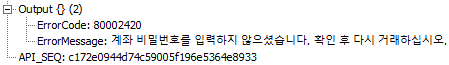 Output {} (2)
ErrorCode: 80002420
ErrorMessage: 계좌 비밀번호를 입력하지 않으셨습니다. 확인 후 다시 거래하십시오.
API_SEQ: c172e0944d74c59005f196e5364e8933